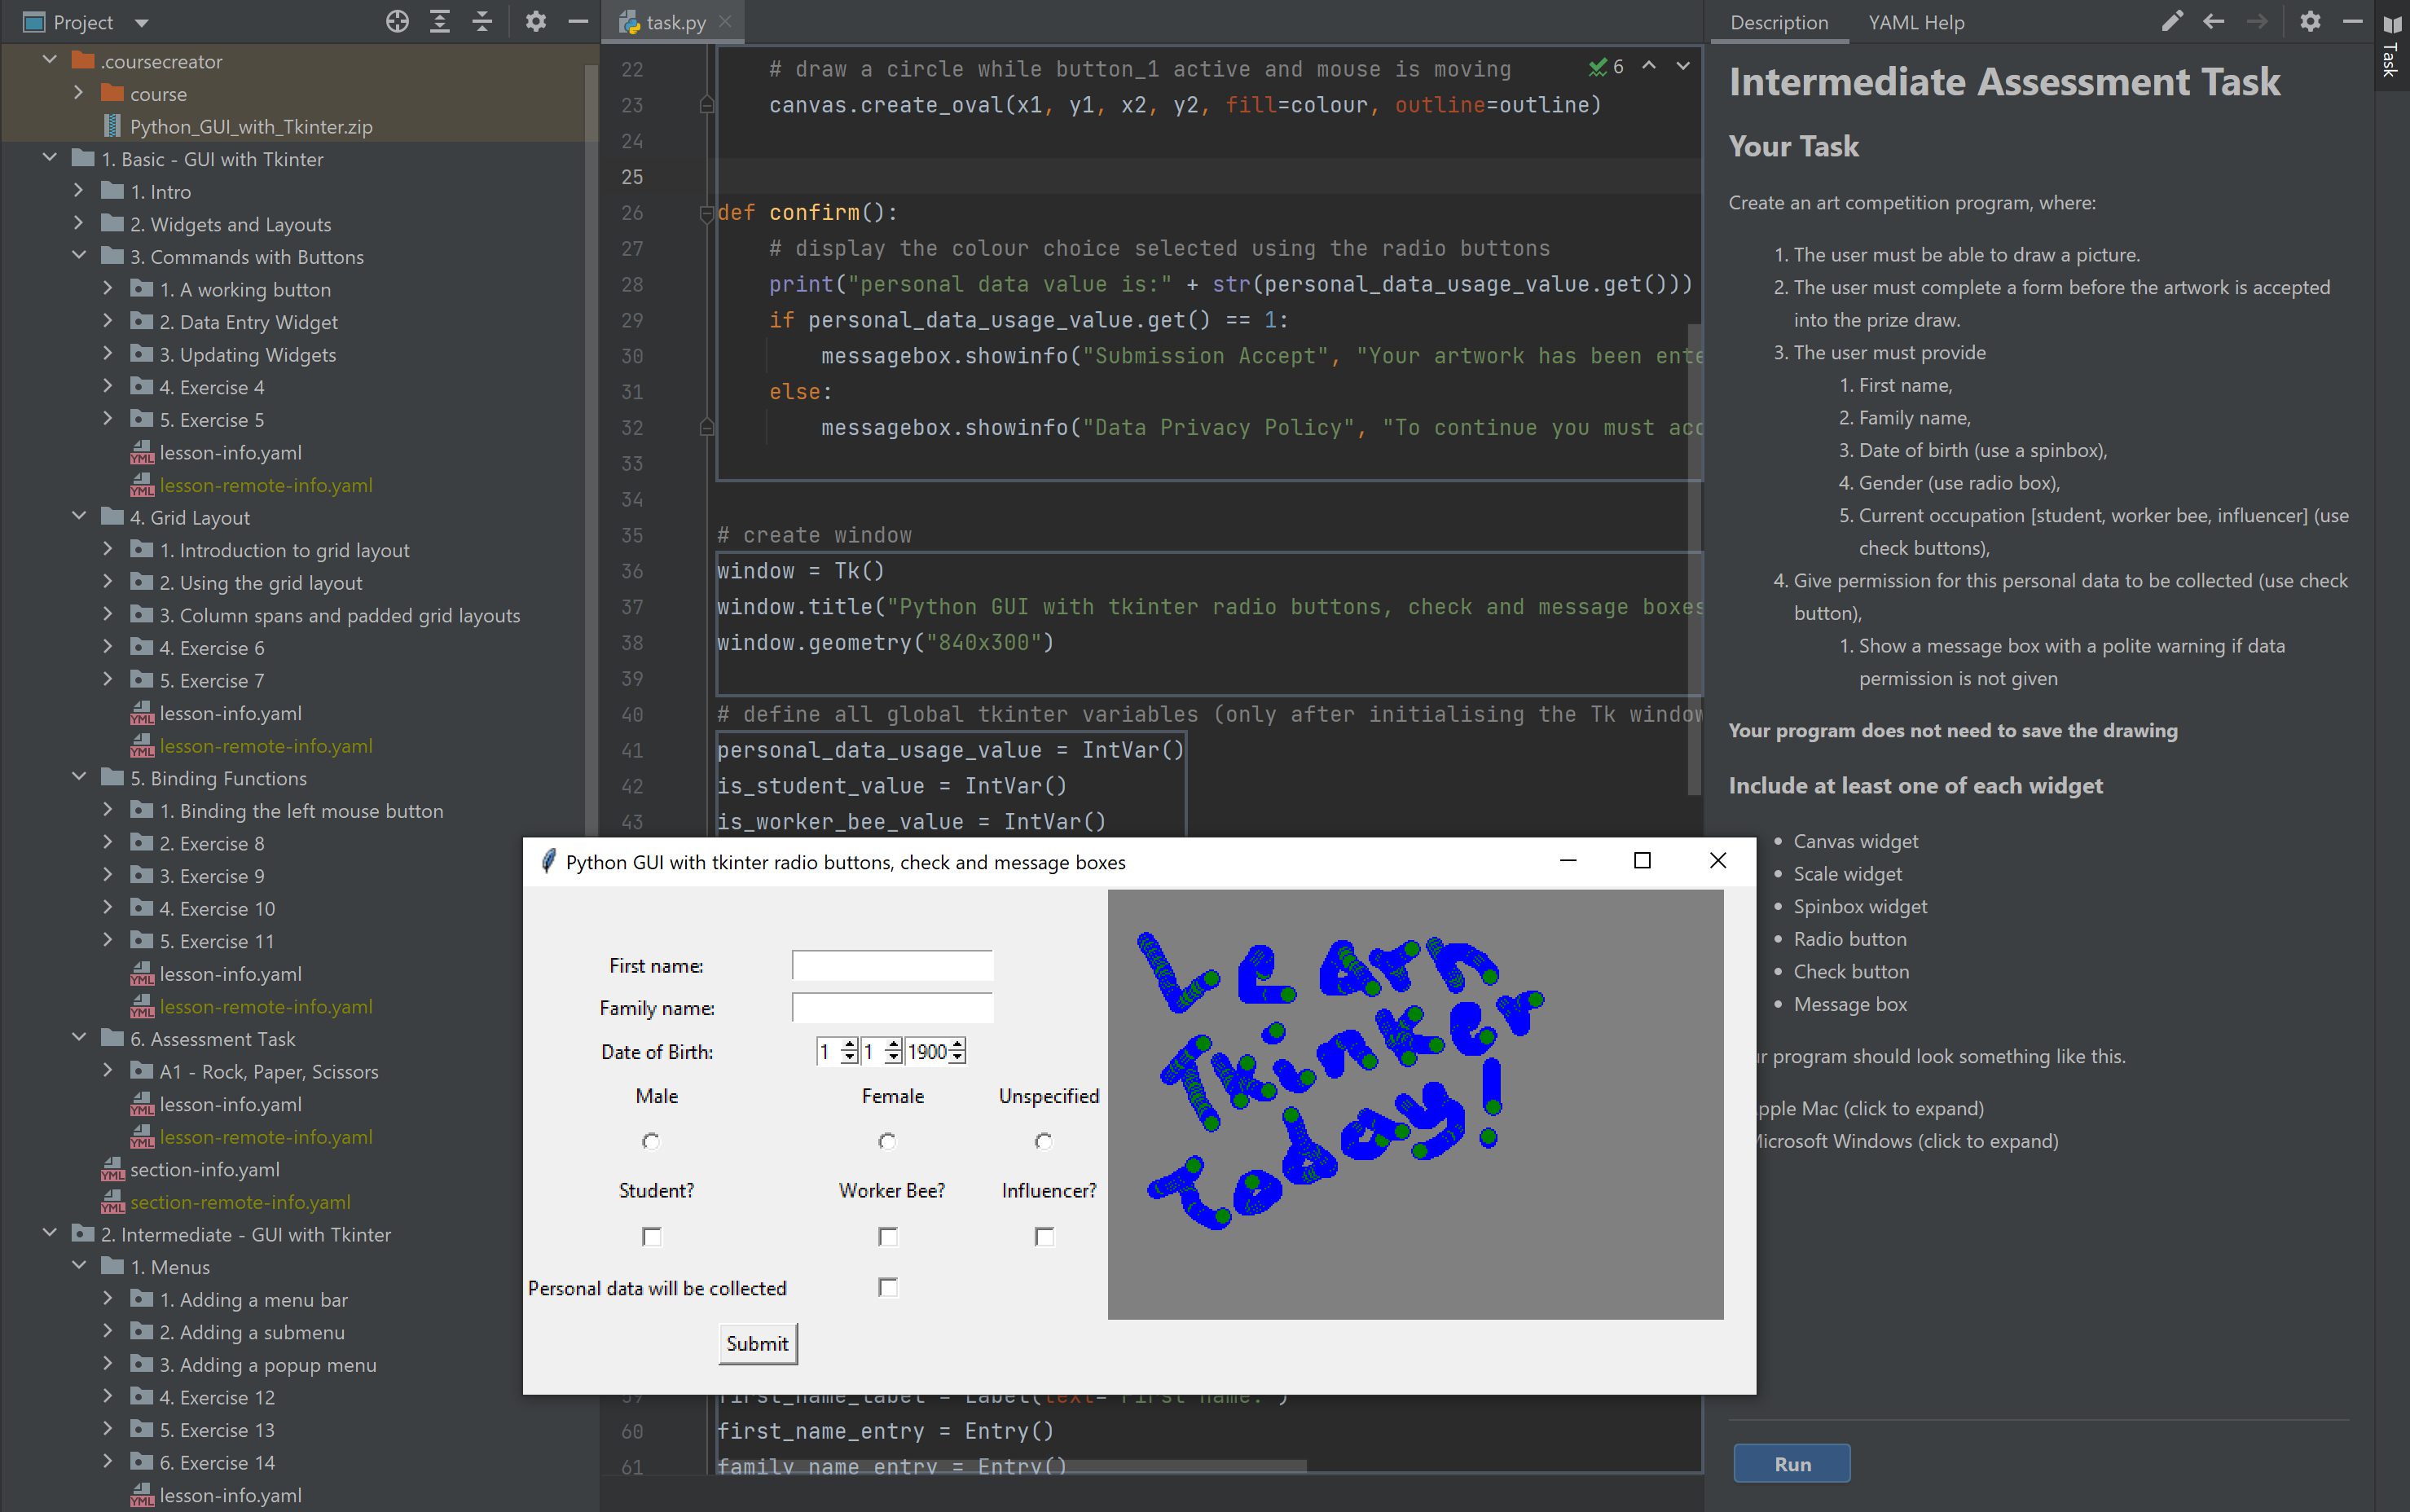 Project
.coursecreator
course
Python_GUI_with_Tkinter.zip
1. Basic - GUI with Tkinter
1. Intro
2. Widgets and Layouts
3. Commands with Buttons
1. A working button
2. Data Entry Widget
3. Updating Widgets
4. Exercise 4
5. Exercise 5
lesson-info.yaml
lesson-remote-info.yaml
4. Grid Layout
1. Introduction to grid layout
2. Using the grid layout
3. Column spans and padded grid layouts
4. Exercise 6
5. Exercise 7
lesson-info.yaml
lesson-remote-info.yaml
5. Binding Functions
1. Binding the left mouse button
2. Exercise 8
3. Exercise 9
4. Exercise 10
5. Exercise 11
lesson-info.yaml
lesson-remote-info.yaml
6. Assessment Task
A1 - Rock, Paper, Scissors
lesson-info.yaml
lesson-remote-info.yaml
section-info.yaml
section-remote-info.yaml
2. Intermediate - GUI with Tkinter
1. Menus
1. Adding a menu bar
2. Adding a submenu
3. Adding a popup menu
4. Exercise 12
5. Exercise 13
6. Exercise 14
lesson-info.yaml
task.py
6
22 # draw a circle while button_1 active and mouse is moving
23 canvas.create_oval(x1, y1, x2, y2, fill=colour, outline=outline)
24
25
26 def confirm():
27 # display the colour choice selected using the radio buttons
28 print("personal data value is:" + str(personal_data_usage_value.get()))
29 if personal_data_usage_value.get() == 1:
30 messagebox.showinfo("Submission Accept", "Your artwork has been ente
31 else:
32 messagebox.showinfo("Data Privacy Policy", "To continue you must acc
33
34
35 # create window
36 window = Tk()
37 window.title("Python GUI with tkinter radio buttons, check and message boxes
38 window.geometry("840x300")
39
40 # define all global tkinter variables (only after initialising the Tk window
41 personal_data_usage_value = IntVar()
42 is_student_value = IntVar()
43 is_worker_bee_value = IntVar()
Python GUI with tkinter radio buttons, check and message boxes
First name:
Family name:
Date of Birth: 1 1 1900
Male Female Unspecified
Student? Worker Bee? Influencer?
Personal data will be collected
Submit
Learn
Tkinter
Today!
59 first_name_label = Label(text="First name:")
60 first_name_entry = Entry()
61 family_name_entry = Entry()
Description YAML Help
Task
Intermediate Assessment Task
Your Task
Create an art competition program, where:
1. The user must be able to draw a picture.
2. The user must complete a form before the artwork is accepted
into the prize draw.
3. The user must provide
1. First name,
2. Family name,
3. Date of birth (use a spinbox),
4. Gender (use radio box),
5. Current occupation [student, worker bee, influencer] (use
check buttons),
4. Give permission for this personal data to be collected (use check
button),
1. Show a message box with a polite warning if data
permission is not given
Your program does not need to save the drawing
Include at least one of each widget
• Canvas widget
• Scale widget
• Spinbox widget
• Radio button
• Check button
• Message box
r program should look something like this.
pple Mac (click to expand)
icrosoft Windows (click to expand)
Run